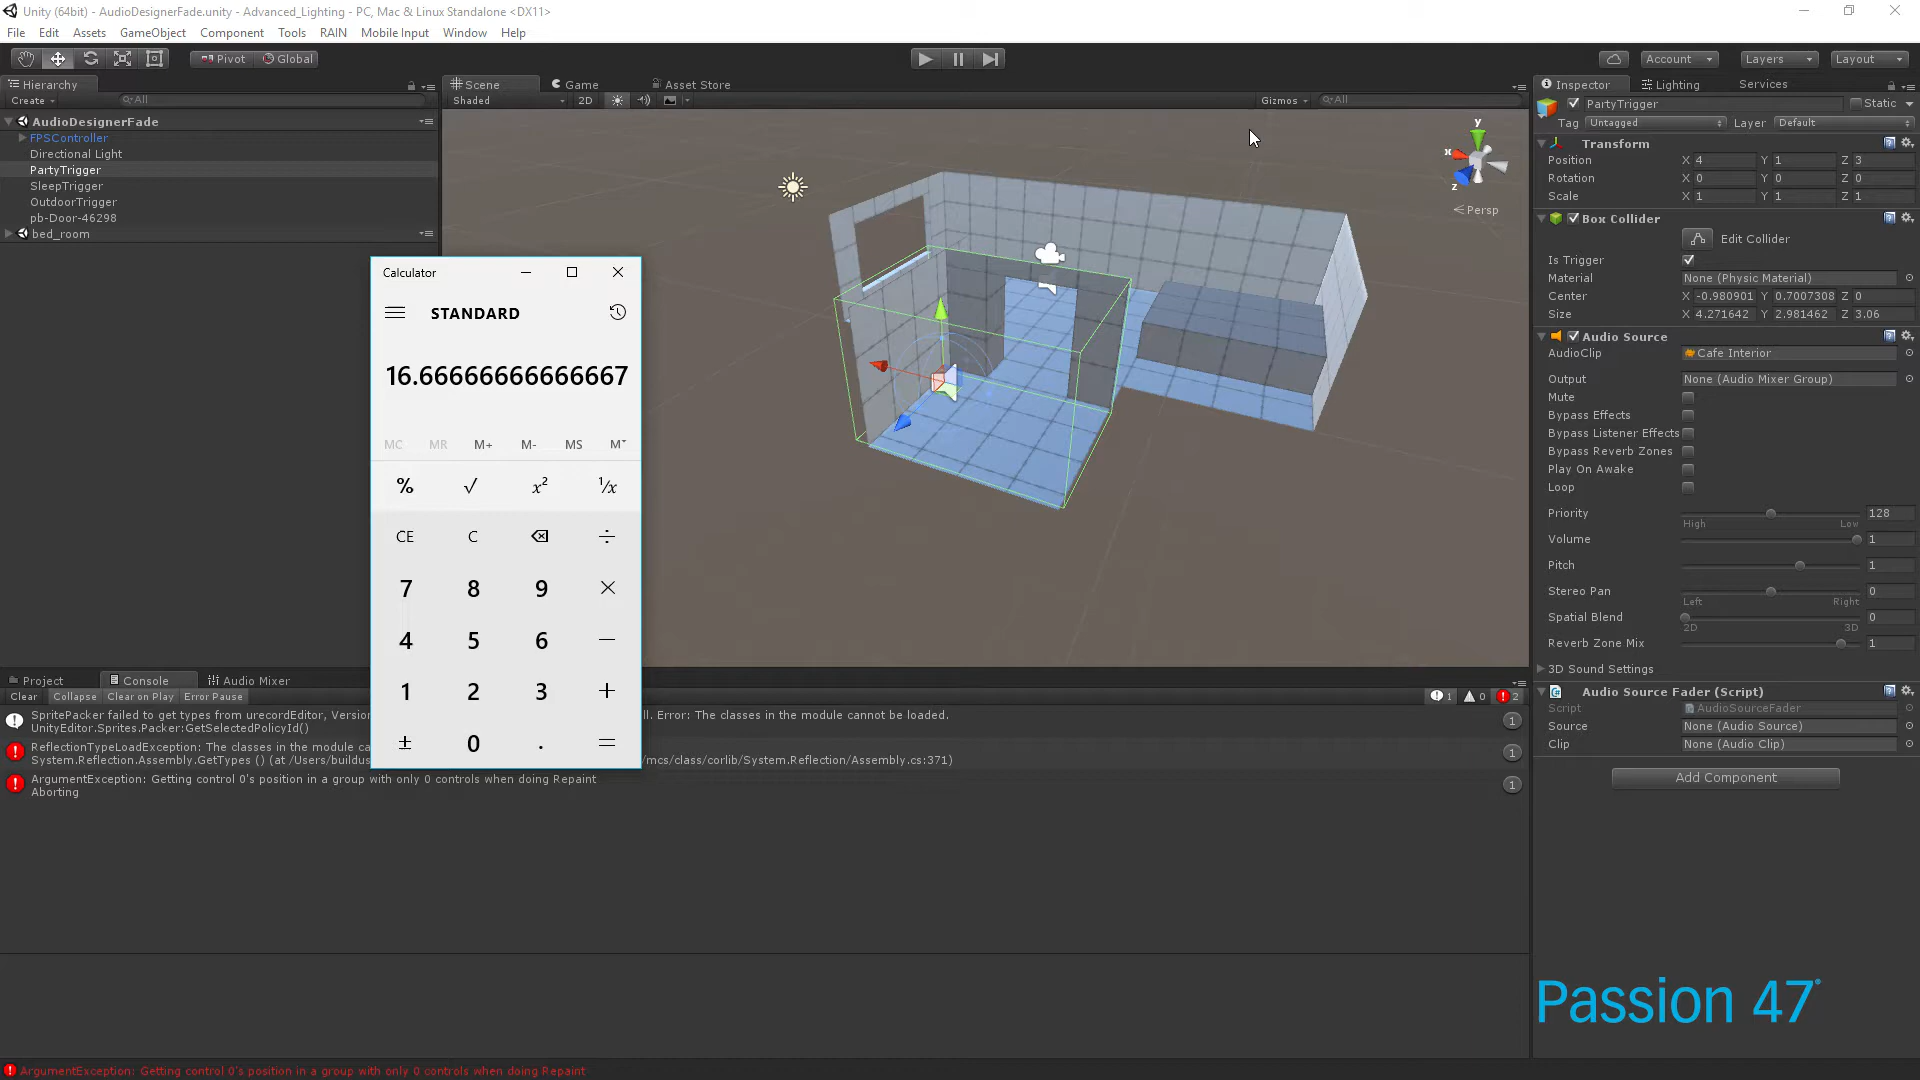 Unity (64bit) - AudioDesignerFade.unity - Advanced_Lighting - PC, Mac & Linux Standalone <DX11>
File Edit Assets GameObject Component Tools RAIN Mobile Input Window Help
Pivot Global Account Layers Layout
Hierarchy
Create All
AudioDesignerFade
FPSController
Directional Light
PartyTrigger
SleepTrigger
OutdoorTrigger
pb-Door-46298
bed_room
Scene Game Asset Store
Shaded 2D Gizmos All
y
x
z
Persp
Calculator
STANDARD
16.66666666666667
MC MR M+ M- MS M
% √ x² ¹/x
CE C ÷
7 8 9 ×
4 5 6 −
1 2 3 +
± 0 . =
Inspector Lighting Services
PartyTrigger Static
Tag Untagged Layer Default
Transform
Position X 4 Y 1 Z 3
Rotation X 0 Y 0 Z 0
Scale X 1 Y 1 Z 1
Box Collider
Edit Collider
Is Trigger
Material None (Physic Material)
Center X -0.980901 Y 0.7007308 Z 0
Size X 4.271642 Y 2.981462 Z 3.06
Audio Source
AudioClip Cafe Interior
Output None (Audio Mixer Group)
Mute
Bypass Effects
Bypass Listener Effects
Bypass Reverb Zones
Play On Awake
Loop
Priority 128
High Low
Volume 1
Pitch 1
Stereo Pan 0
Left Right
Spatial Blend 0
2D 3D
Reverb Zone Mix 1
3D Sound Settings
Audio Source Fader (Script)
Script AudioSourceFader
Source None (Audio Source)
Clip None (Audio Clip)
Add Component
Project Console Audio Mixer
Clear Collapse Clear on Play Error Pause 1 0 2
SpritePacker failed to get types from urecordEditor, Version ll. Error: The classes in the module cannot be loaded. 1
UnityEditor.Sprites.Packer:GetSelectedPolicyId()
ReflectionTypeLoadException: The classes in the module ca 1
System.Reflection.Assembly.GetTypes () (at /Users/buildus /mcs/class/corlib/System.Reflection/Assembly.cs:371)
ArgumentException: Getting control 0's position in a group with only 0 controls when doing Repaint 1
Aborting
Passion 47°
ArgumentException: Getting control 0's position in a group with only 0 controls when doing Repaint